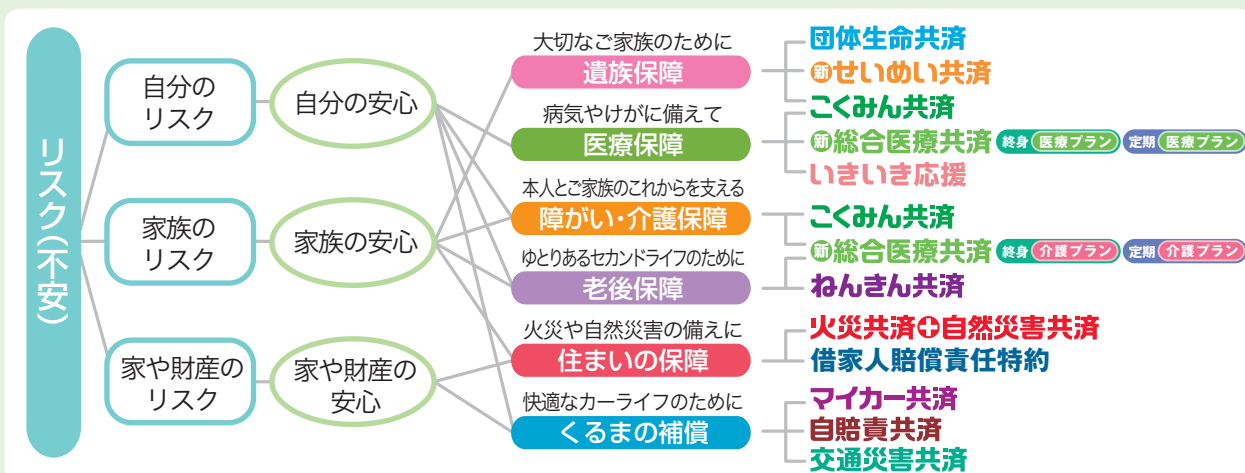 リスク(不安)
自分の
リスク
家族の
リスク
家や財産の
リスク
自分の安心
家族の安心
家や財産の
安心
大切なご家族のために
遺族保障
病気やけがに備えて
医療保障
本人とご家族のこれからを支える
障がい・介護保障
ゆとりあるセカンドライフのために
老後保障
火災や自然災害の備えに
住まいの保障
快適なカーライフのために
くるまの補償
団体生命共済
新せいめい共済
こくみん共済
新総合医療共済 終身 医療プラン 定期 医療プラン
いきいき応援
こくみん共済
新総合医療共済 終身 介護プラン 定期 介護プラン
ねんきん共済
火災共済+自然災害共済
借家人賠償責任特約
マイカー共済
自賠責共済
交通災害共済